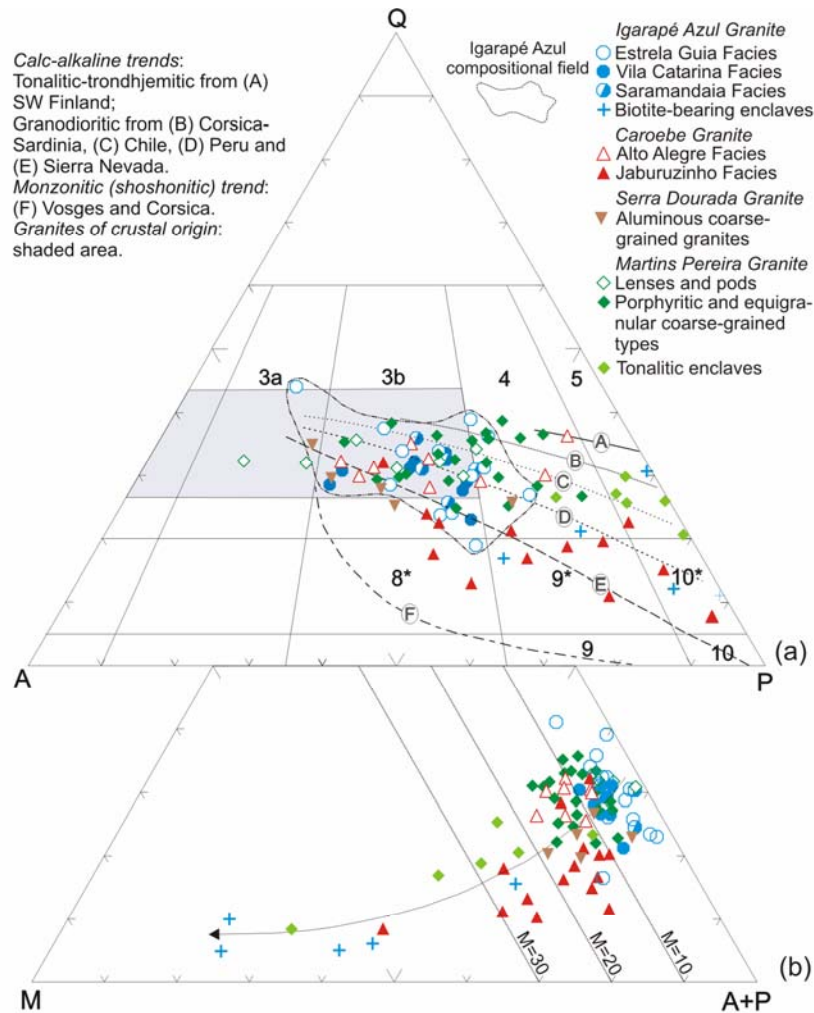 Q
Calc-alkaline trends:
Tonalitic-trondhjemitic from (A)
SW Finland;
Granodioritic from (B) Corsica-
Sardinia, (C) Chile, (D) Peru and
(E) Sierra Nevada.
Monzonitic (shoshonitic) trend:
(F) Vosges and Corsica.
Granites of crustal origin:
shaded area.
Igarapé Azul
compositional field
Igarapé Azul Granite
Estrela Guia Facies
Vila Catarina Facies
Saramandaia Facies
Biotite-bearing enclaves
Caroebe Granite
Alto Alegre Facies
Jaburuzinho Facies
Serra Dourada Granite
Aluminous coarse-
grained granites
Martins Pereira Granite
Lenses and pods
Porphyritic and equigra-
nular coarse-grained
types
Tonalitic enclaves
3a 3b 4 5
A
B
C
D
8* 9* 10*
E
F
9 10
(a)
A P
M=30 M=20 M=10
(b)
M A+P